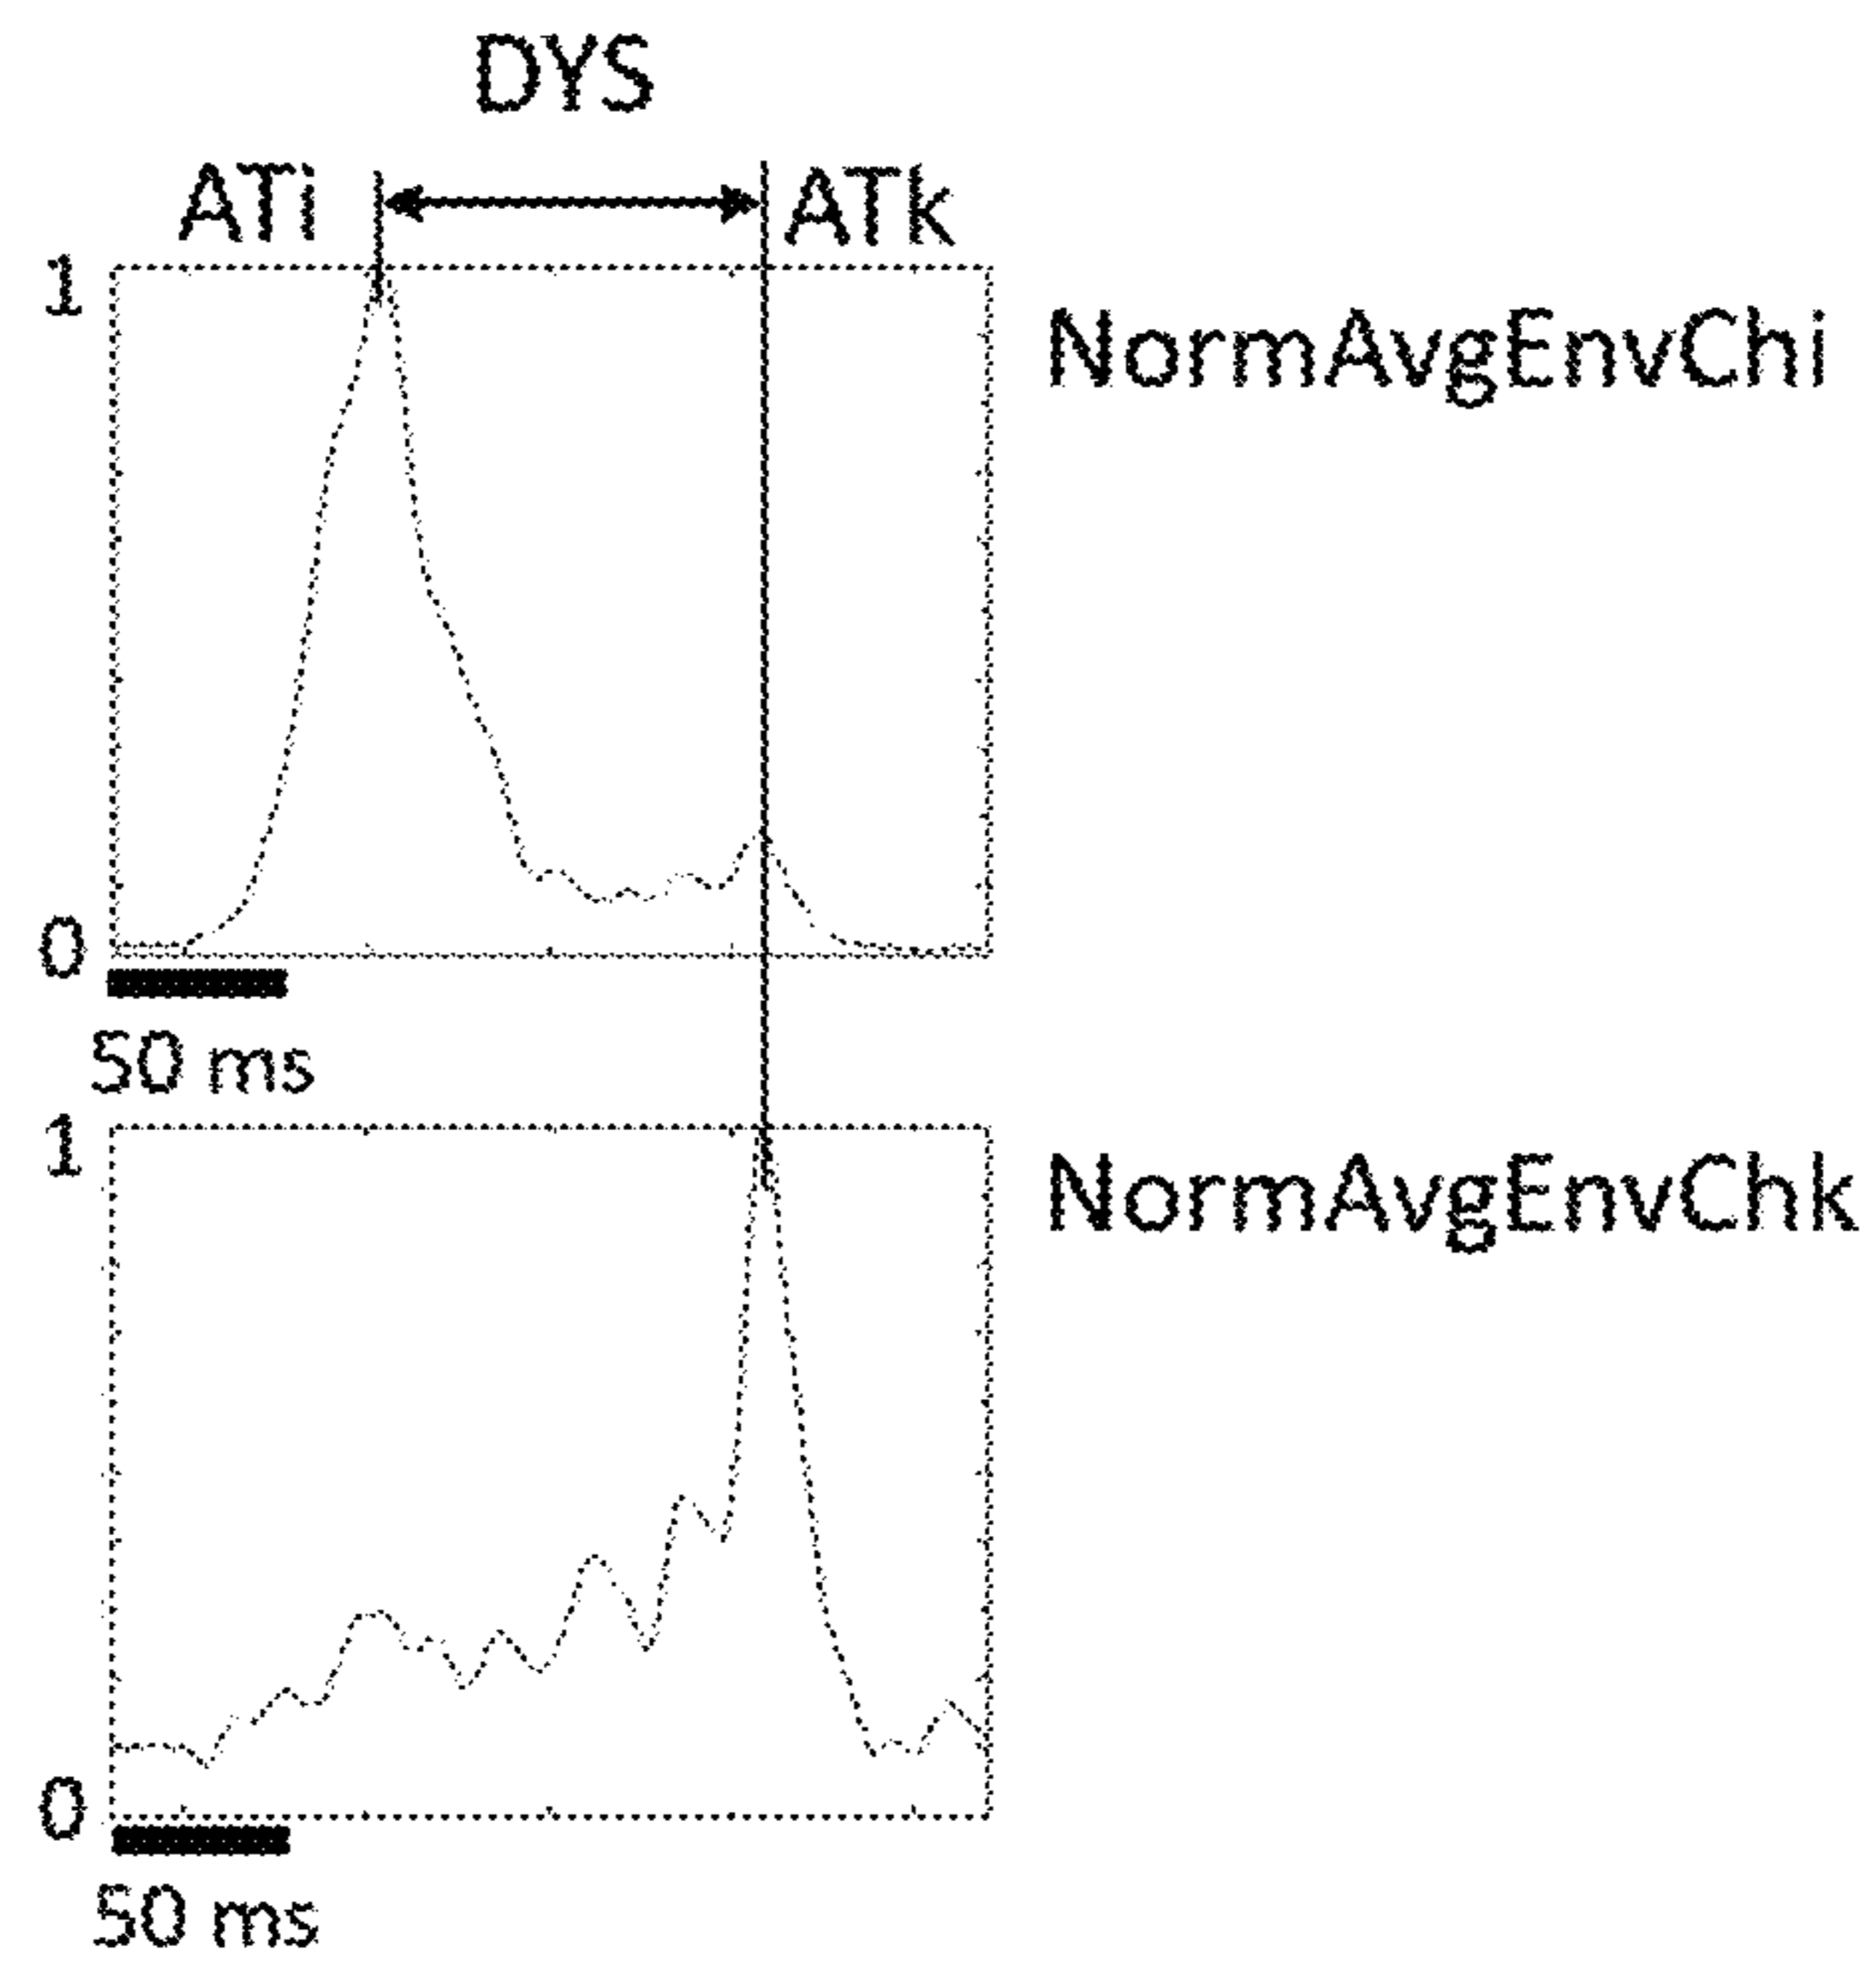 DYS
ATi ATk
1
NormAvgEnvChi
0
50 ms
1
NormAvgEnvChk
0
50 ms